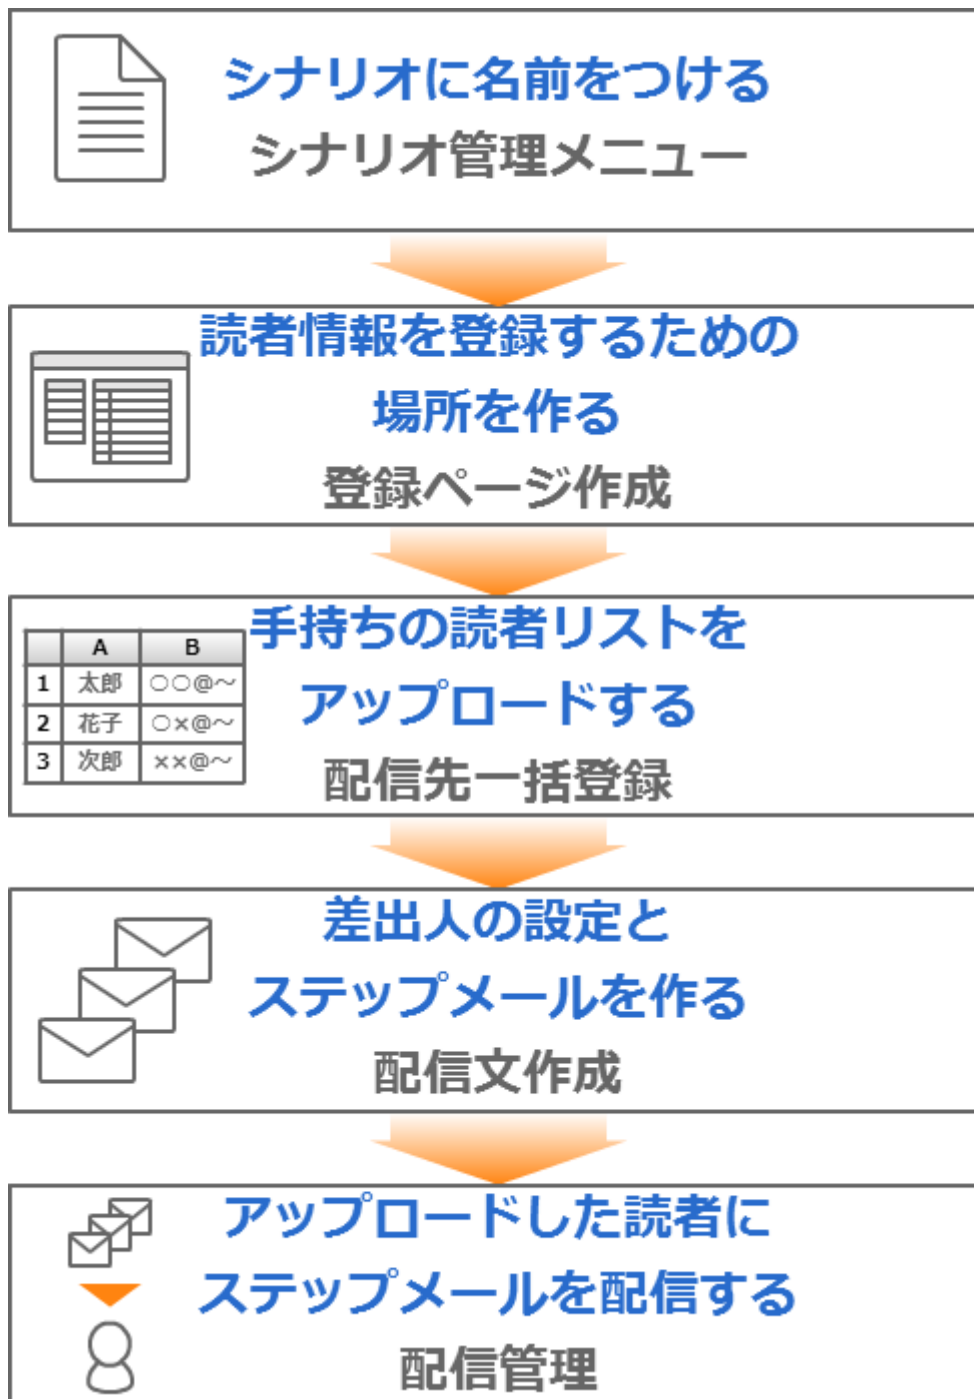 シナリオに名前をつける
シナリオ管理メニュー
読者情報を登録するための
場所を作る
登録ページ作成
手持ちの読者リストを
アップロードする
配信先一括登録
A B
1 太郎 ○○@～
2 花子 ○×@～
3 次郎 ××@～
差出人の設定と
ステップメールを作る
配信文作成
アップロードした読者に
ステップメールを配信する
配信管理